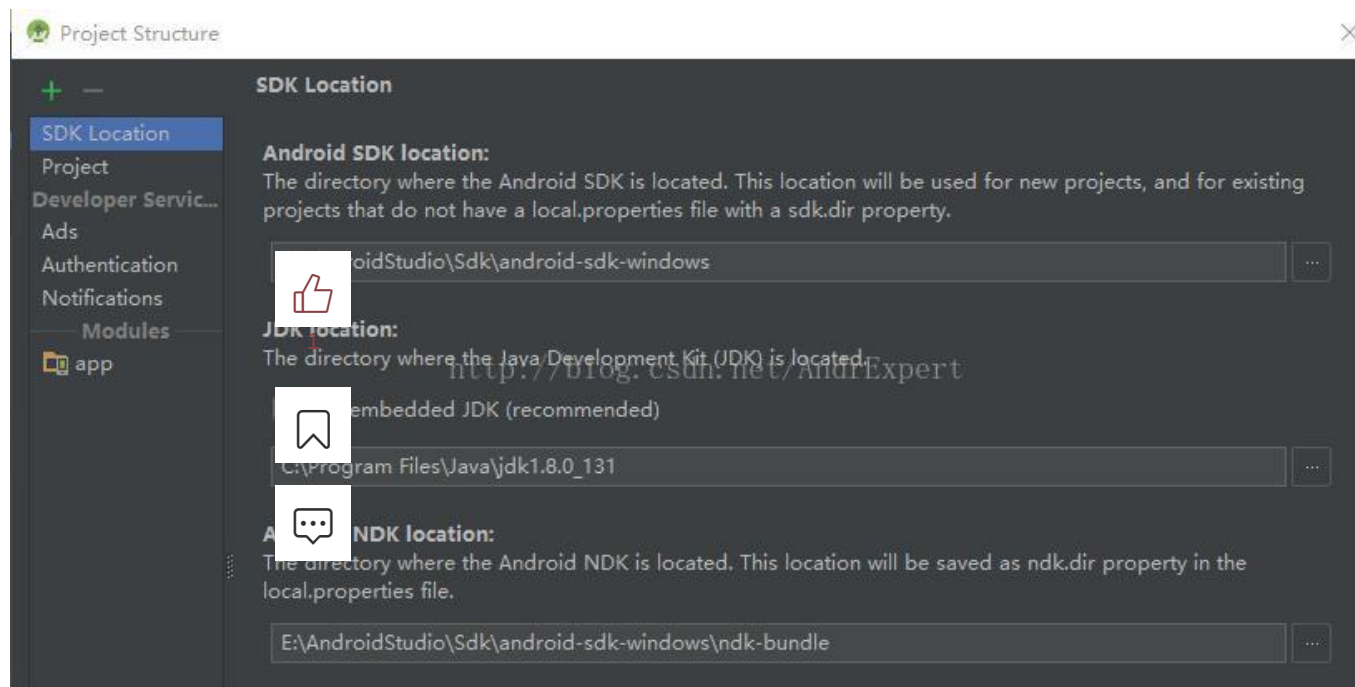 Project Structure
SDK Location
SDK Location
Project
Developer Servic...
Ads
Authentication
Notifications
Modules
app
Android SDK location:
The directory where the Android SDK is located. This location will be used for new projects, and for existing
projects that do not have a local.properties file with a sdk.dir property.
oidStudio\Sdk\android-sdk-windows
...
JDK location:
1
The directory where the Java Development Kit (JDK) is located.
http://blog.csdn.net/AndrExpert
embedded JDK (recommended)
C:\Program Files\Java\jdk1.8.0_131
...
NDK location:
The directory where the Android NDK is located. This location will be saved as ndk.dir property in the
local.properties file.
E:\AndroidStudio\Sdk\android-sdk-windows\ndk-bundle
...